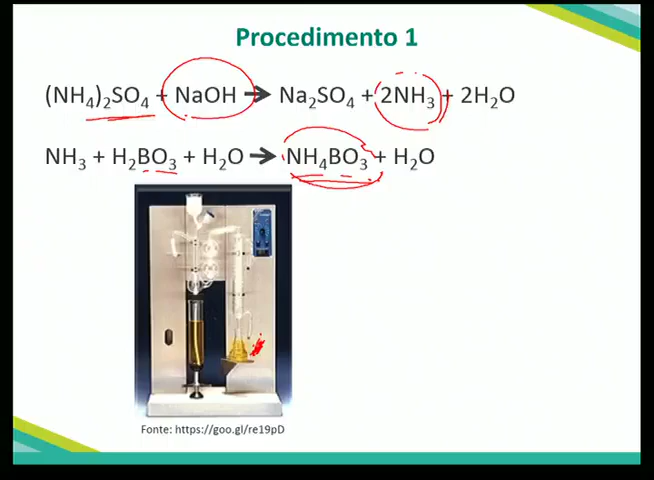 Procedimento 1
(NH₄)₂SO₄ + NaOH → Na₂SO₄ + 2NH₃ + 2H₂O
NH₃ + H₂BO₃ + H₂O → NH₄BO₃ + H₂O
Fonte: https://goo.gl/re19pD